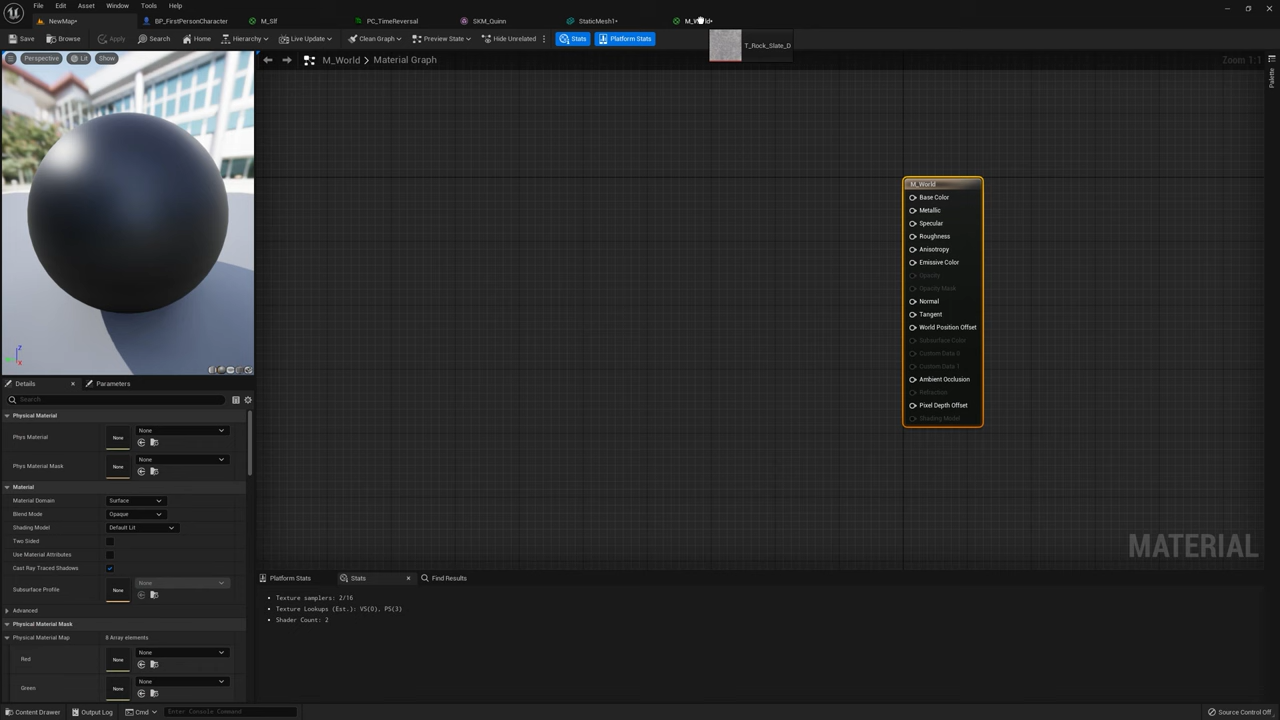 File Edit Asset Window Tools Help
NewMap• BP_FirstPersonCharacter M_Slf PC_TimeReversal SKM_Quinn StaticMesh1• M_World•
Save Browse Apply Search Home Hierarchy Live Update Clean Graph Preview State Hide Unrelated Stats Platform Stats
T_Rock_Slate_D
Perspective Lit Show
M_World > Material Graph
Zoom 1:1
Palette
M_World
Base Color
Metallic
Specular
Roughness
Anisotropy
Emissive Color
Opacity
Opacity Mask
Normal
Tangent
World Position Offset
Subsurface Color
Custom Data 0
Custom Data 1
Ambient Occlusion
Refraction
Pixel Depth Offset
Shading Model
MATERIAL
Z
X
Details × Parameters
Search
Physical Material
Phys Material None None
Phys Material Mask None None
Material
Material Domain Surface
Blend Mode Opaque
Shading Model Default Lit
Two Sided
Use Material Attributes
Cast Ray Traced Shadows
Subsurface Profile None None
Advanced
Physical Material Mask
Physical Material Map 8 Array elements
Red None None
Green None None
Platform Stats Stats × Find Results
• Texture samplers: 2/16
• Texture Lookups (Est.): VS(0), PS(3)
• Shader Count: 2
Content Drawer Output Log Cmd Enter Console Command Source Control Off